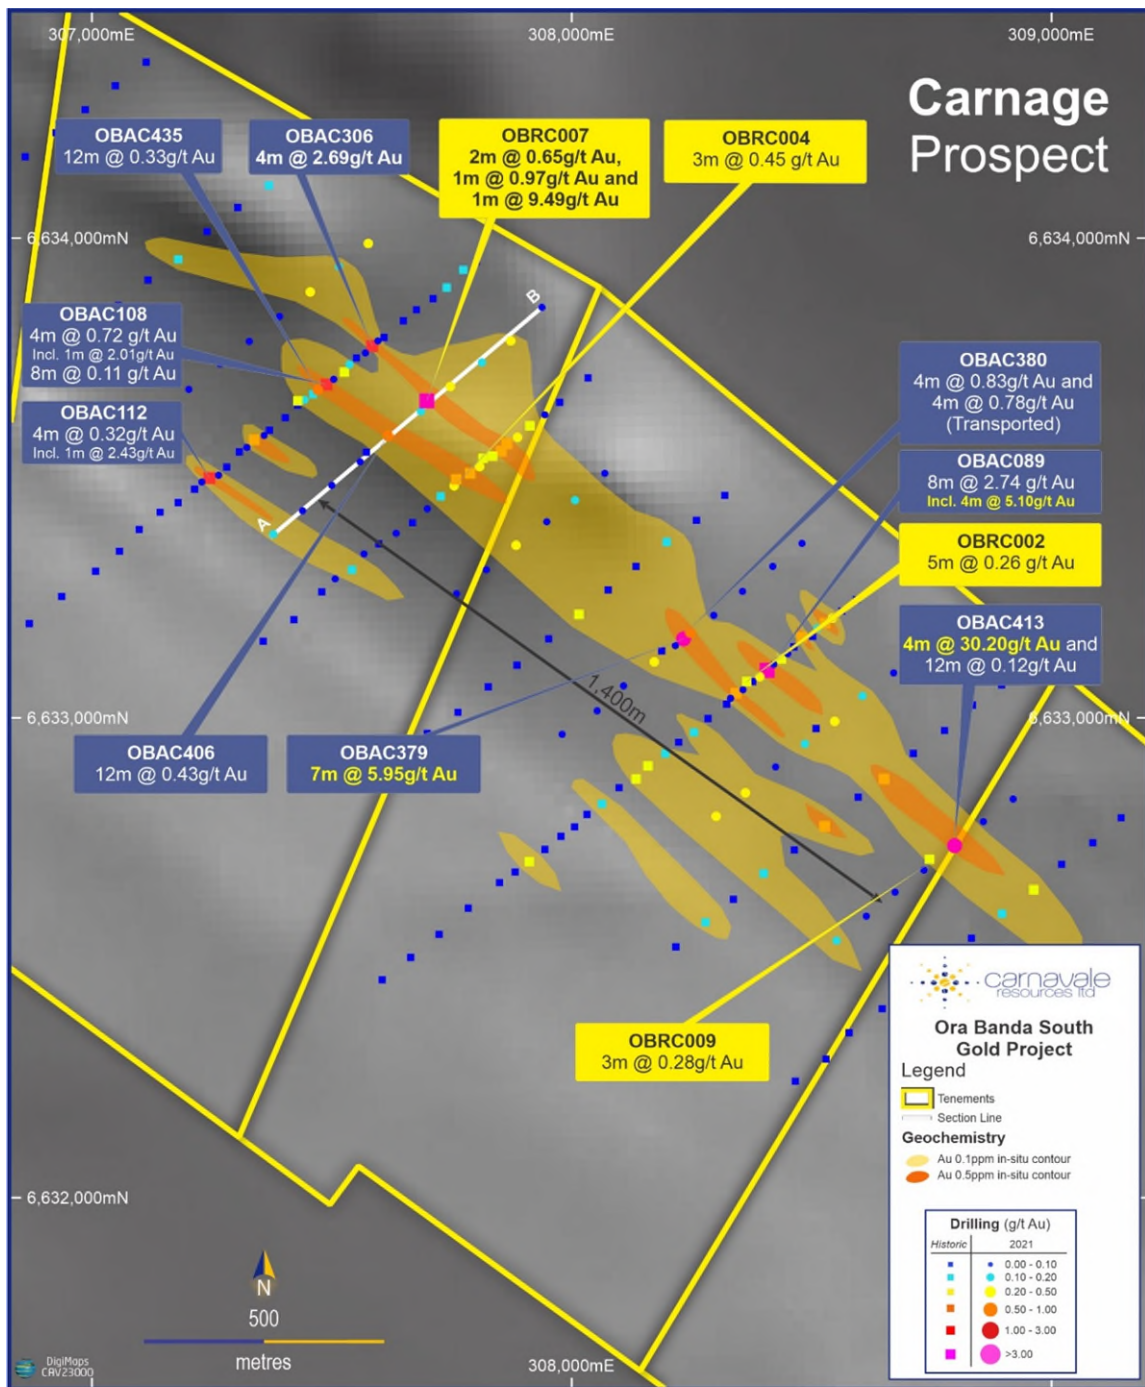 307,000mE
308,000mE
309,000mE
Carnage
Prospect
OBAC435
12m @ 0.33g/t Au
OBAC306
4m @ 2.69g/t Au
OBRC007
2m @ 0.65g/t Au,
1m @ 0.97g/t Au and
1m @ 9.49g/t Au
OBRC004
3m @ 0.45 g/t Au
6,634,000mN
6,634,000mN
B
OBAC108
4m @ 0.72 g/t Au
Incl. 1m @ 2.01g/t Au
8m @ 0.11 g/t Au
OBAC112
4m @ 0.32g/t Au
Incl. 1m @ 2.43g/t Au
A
OBAC380
4m @ 0.83g/t Au and
4m @ 0.78g/t Au
(Transported)
OBAC089
8m @ 2.74 g/t Au
Incl. 4m @ 5.10g/t Au
OBRC002
5m @ 0.26 g/t Au
OBAC413
4m @ 30.20g/t Au and
12m @ 0.12g/t Au
1,400m
6,633,000mN
6,633,000mN
OBAC406
12m @ 0.43g/t Au
OBAC379
7m @ 5.95g/t Au
OBRC009
3m @ 0.28g/t Au
carnavale
resources ltd
Ora Banda South
Gold Project
Legend
Tenements
Section Line
Geochemistry
Au 0.1ppm in-situ contour
Au 0.5ppm in-situ contour
Drilling (g/t Au)
Historic 2021
0.00 - 0.10
0.10 - 0.20
0.20 - 0.50
0.50 - 1.00
1.00 - 3.00
>3.00
6,632,000mN
N
500
metres
DigiMaps
CAV23000
308,000mE